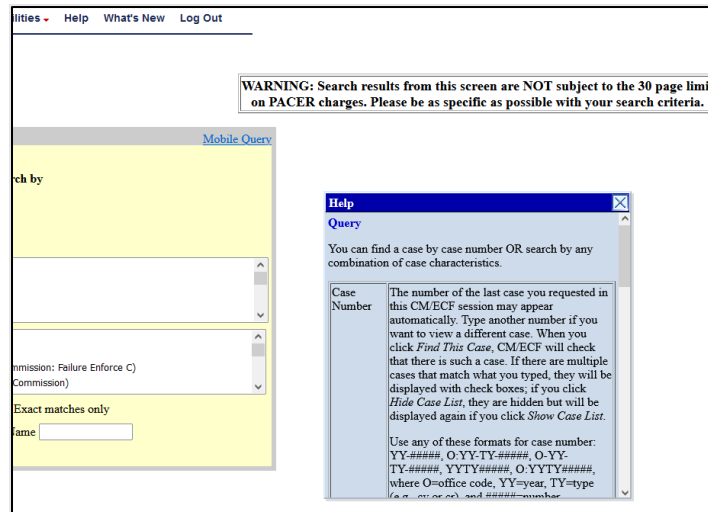 ilities Help What's New Log Out
WARNING: Search results from this screen are NOT subject to the 30 page limi
on PACER charges. Please be as specific as possible with your search criteria.
Mobile Query
rch by
mmission: Failure Enforce C)
Commission)
Exact matches only
ame
Help
Query
You can find a case by case number OR search by any
combination of case characteristics.
Case
Number
The number of the last case you requested in
this CM/ECF session may appear
automatically. Type another number if you
want to view a different case. When you
click Find This Case, CM/ECF will check
that there is such a case. If there are multiple
cases that match what you typed, they will be
displayed with check boxes; if you click
Hide Case List, they are hidden but will be
displayed again if you click Show Case List.
Use any of these formats for case number:
YY-#####, O:YY-TY-#####, O-YY-
TY-#####, YYTY#####, O:YYTY#####,
where O=office code, YY=year, TY=type
(e.g., cv or cr), and #####=number